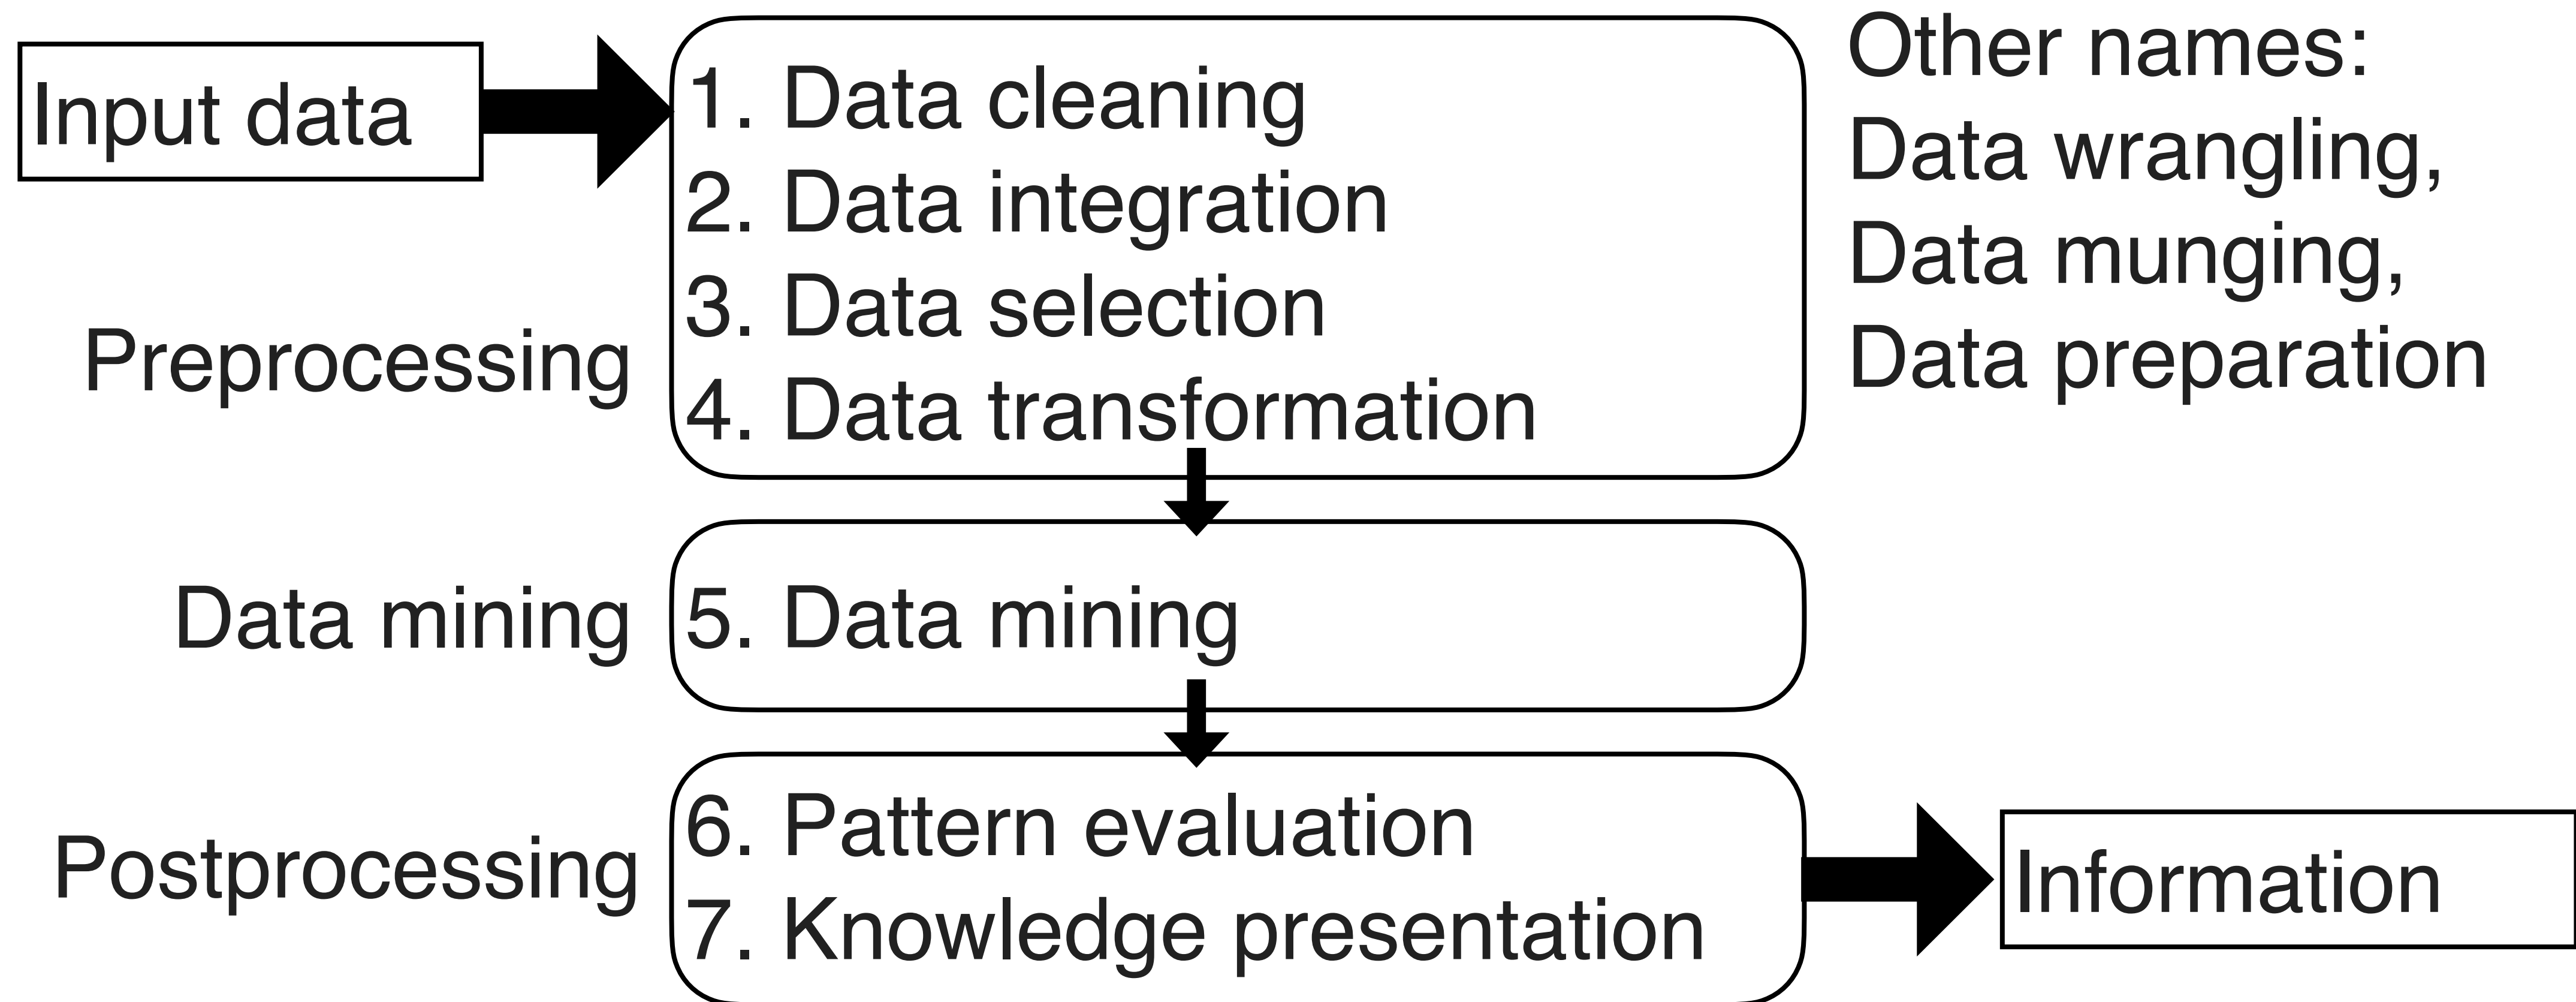 Input data
1. Data cleaning
2. Data integration
3. Data selection
4. Data transformation
Other names:
Data wrangling,
Data munging,
Data preparation
Preprocessing
Data mining
5. Data mining
Postprocessing
6. Pattern evaluation
7. Knowledge presentation
Information